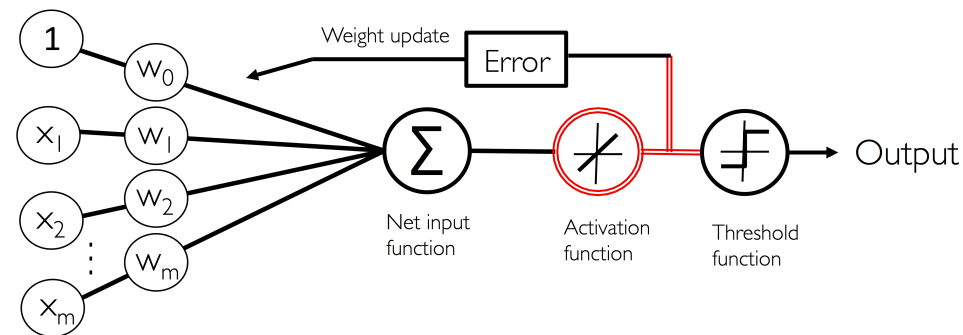 1
w0
x1
w1
x2
w2
xm
wm
Weight update
Error
Σ
Net input
function
Activation
function
Threshold
function
Output